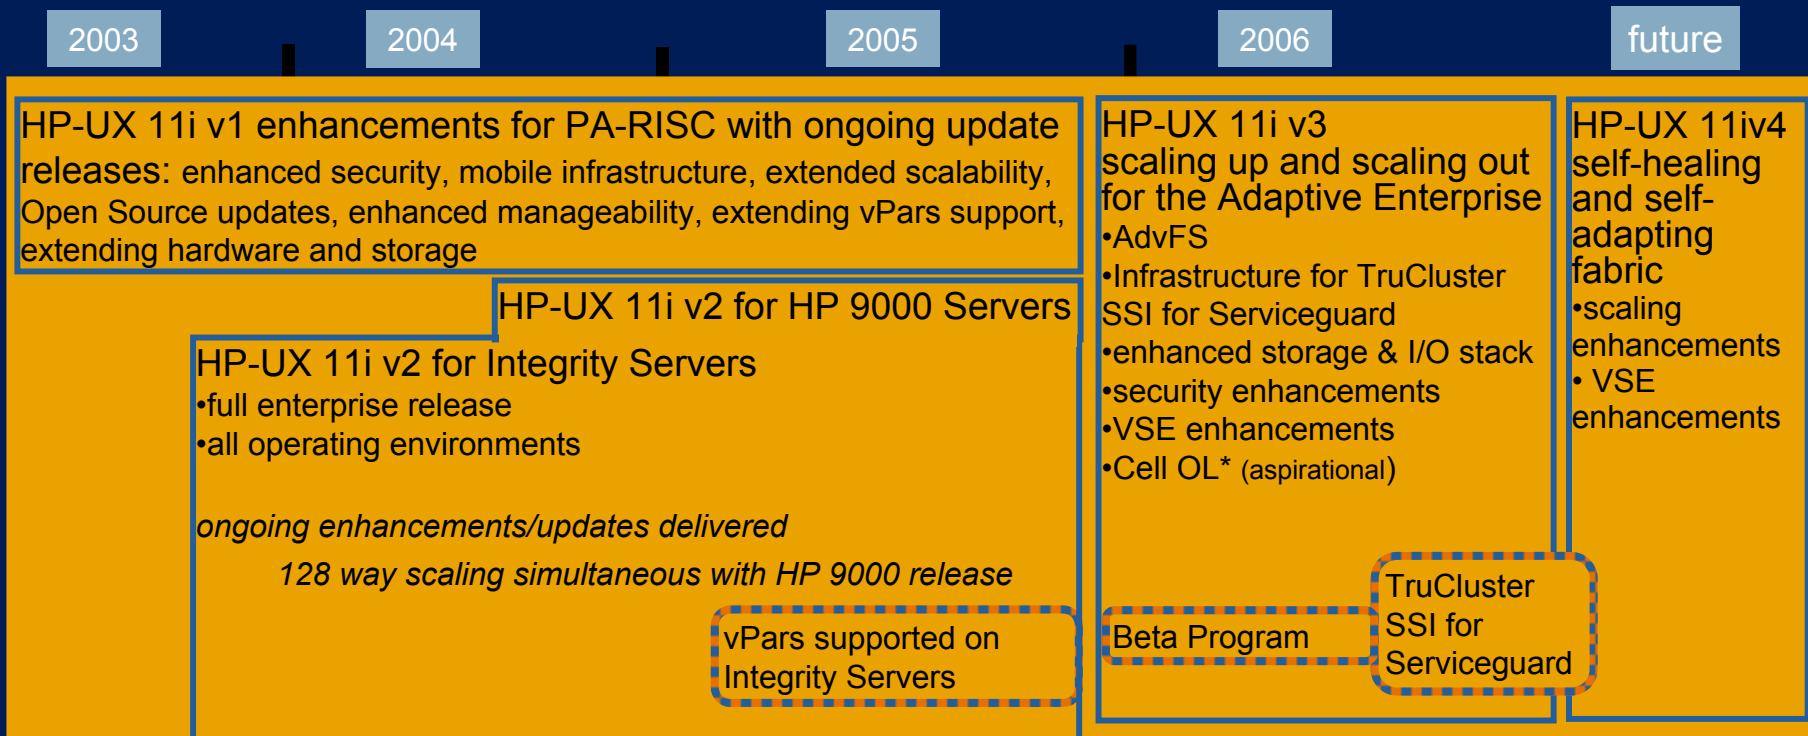 2003
2004
2005
2006
future
HP-UX 11i v1 enhancements for PA-RISC with ongoing update
releases: enhanced security, mobile infrastructure, extended scalability,
Open Source updates, enhanced manageability, extending vPars support,
extending hardware and storage
HP-UX 11i v2 for HP 9000 Servers
HP-UX 11i v2 for Integrity Servers
•full enterprise release
•all operating environments
ongoing enhancements/updates delivered
128 way scaling simultaneous with HP 9000 release
vPars supported on
Integrity Servers
HP-UX 11i v3
scaling up and scaling out
for the Adaptive Enterprise
•AdvFS
•Infrastructure for TruCluster
SSI for Serviceguard
•enhanced storage & I/O stack
•security enhancements
•VSE enhancements
•Cell OL* (aspirational)
Beta Program
TruCluster
SSI for
Serviceguard
HP-UX 11iv4
self-healing
and self-
adapting
fabric
•scaling
enhancements
• VSE
enhancements